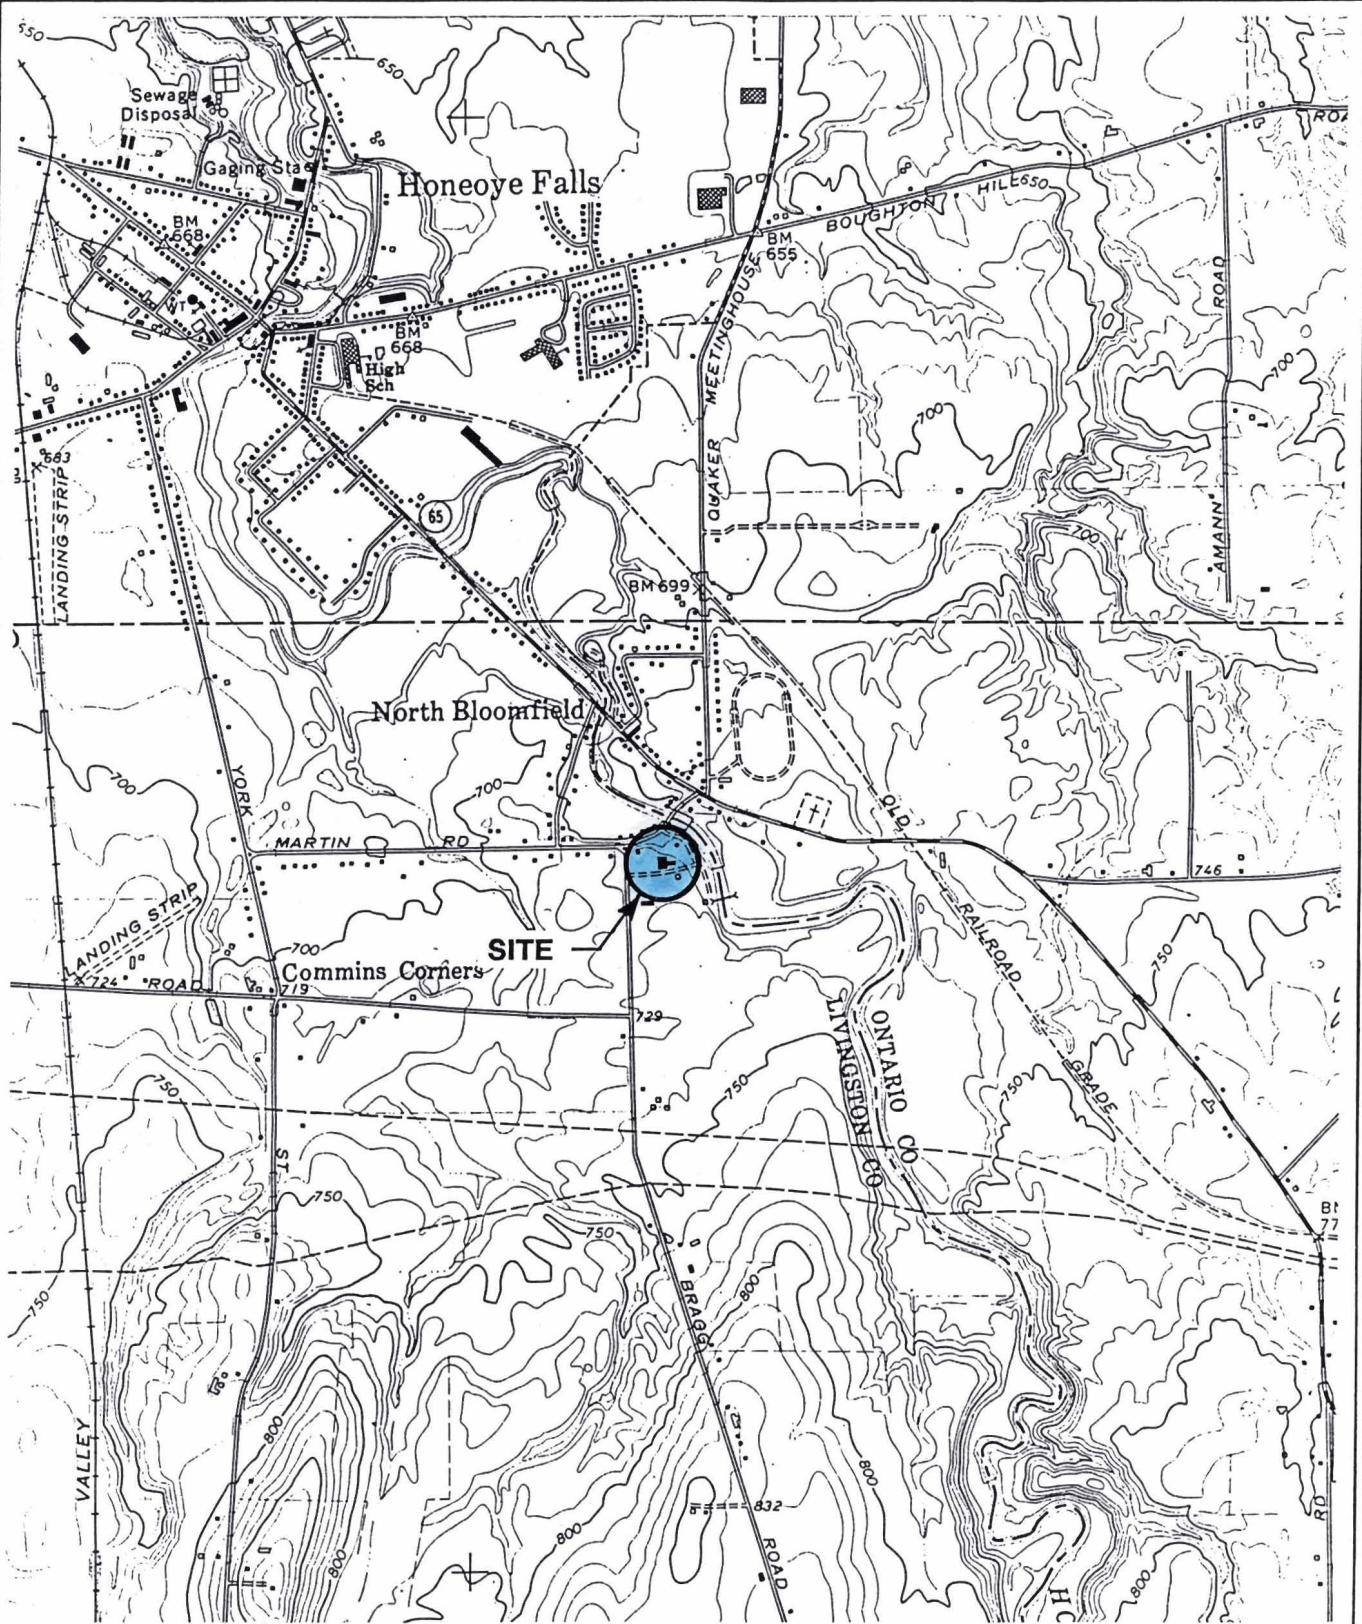 550
650
Sewage
Disposal
Gaging Sta
Honeoye Falls
HILL
650
BOUGHTON
BM
668
BM
655
ROAD
MEETINGHOUSE
BM
668
High
Sch
700
700
683
LANDING STRIP
QUAKER
65
AMANN
700
BM 699
North Bloomfield
700
700
YORK
OLD
MARTIN RD
746
LANDING STRIP
RAILROAD
SITE
750
700
Commins Corners
724
ROAD
719
729
LIVINGSTON CO
ONTARIO CO
GRADE
750
750
750
ST
750
750
77
750
BRAGG
800
800
VALLEY
800
832
RD
800
800
ROAD
800